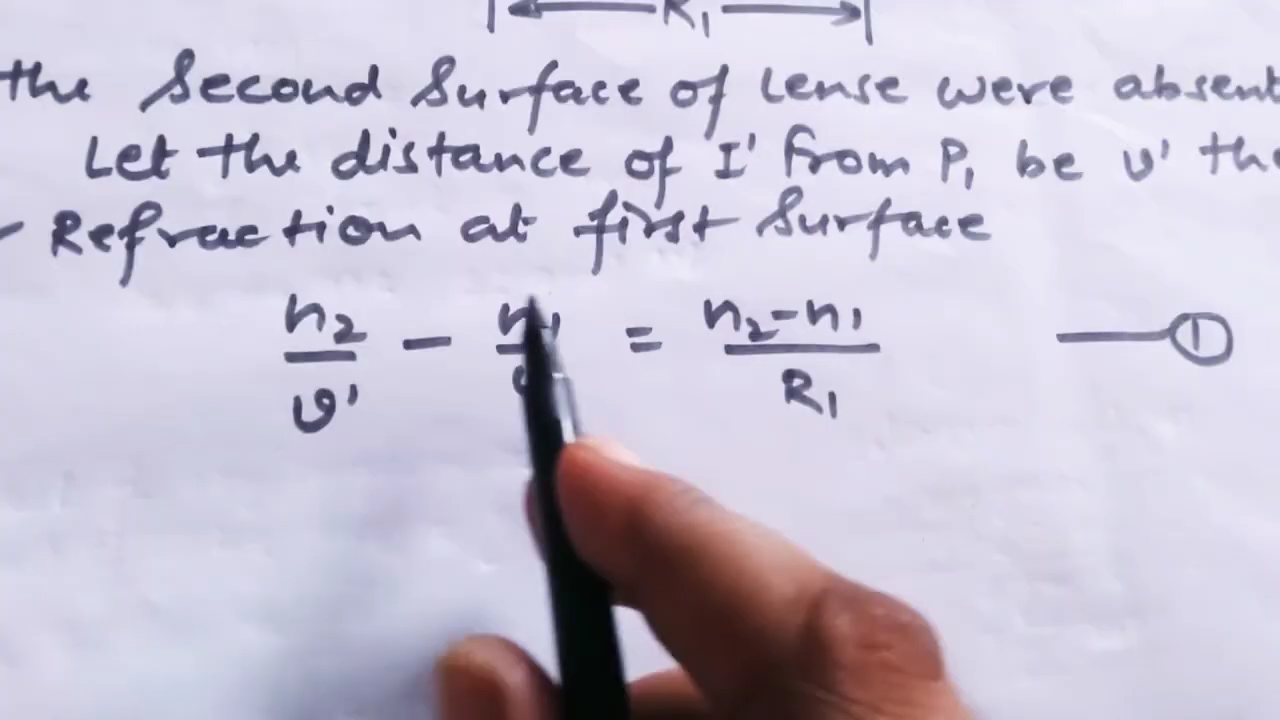 R₁
the Second Surface of lense were absent
Let the distance of I' from P₁ be v' the
Refraction at first Surface
n₂/v' - n₁/ = n₂-n₁/R₁ —①